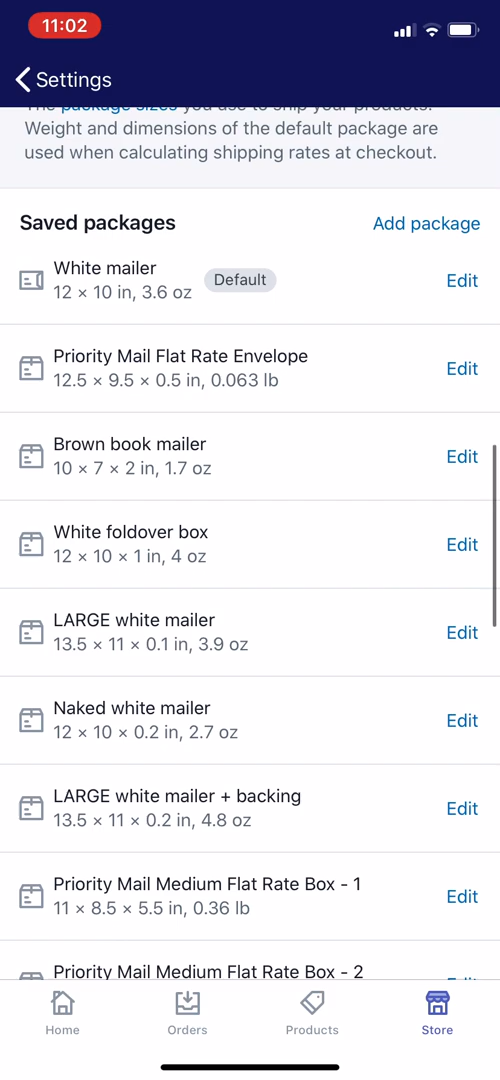 11:02
Settings
The package sizes you use to ship your products.
Weight and dimensions of the default package are
used when calculating shipping rates at checkout.
Saved packages
Add package
White mailer
12 × 10 in, 3.6 oz
Default
Edit
Priority Mail Flat Rate Envelope
12.5 × 9.5 × 0.5 in, 0.063 lb
Edit
Brown book mailer
10 × 7 × 2 in, 1.7 oz
Edit
White foldover box
12 × 10 × 1 in, 4 oz
Edit
LARGE white mailer
13.5 × 11 × 0.1 in, 3.9 oz
Edit
Naked white mailer
12 × 10 × 0.2 in, 2.7 oz
Edit
LARGE white mailer + backing
13.5 × 11 × 0.2 in, 4.8 oz
Edit
Priority Mail Medium Flat Rate Box - 1
11 × 8.5 × 5.5 in, 0.36 lb
Edit
Priority Mail Medium Flat Rate Box - 2
Home
Orders
Products
Store